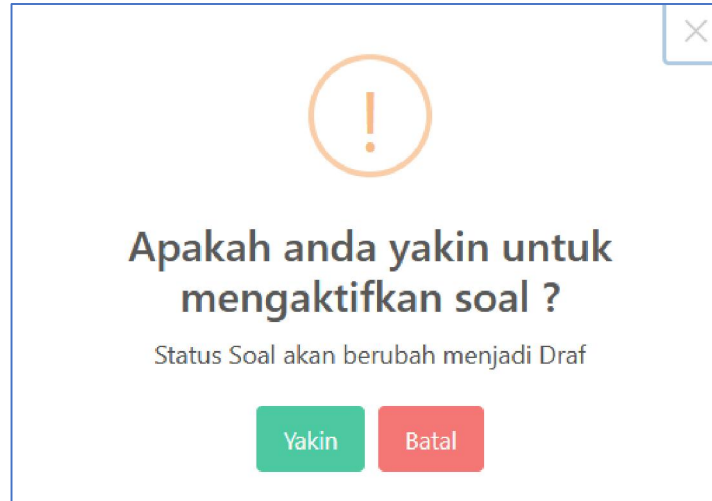 Apakah anda yakin untuk
mengaktifkan soal ?
Status Soal akan berubah menjadi Draf
Yakin
Batal